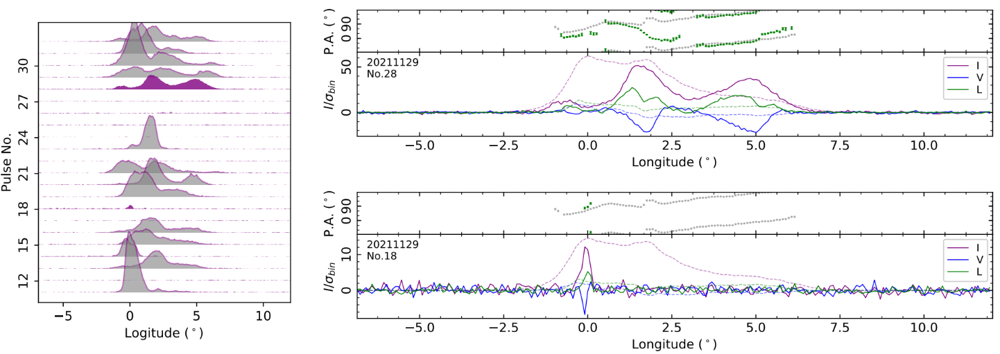 Pulse No.
30
27
24
21
18
15
12
−5
0
5
10
Logitude (°)
P.A. (°)
0 90
I/σbin
50
0
20211129
No.28
I
V
L
−5.0
−2.5
0.0
2.5
5.0
7.5
10.0
Longitude (°)
P.A. (°)
0 90
I/σbin
10
0
20211129
No.18
I
V
L
−5.0
−2.5
0.0
2.5
5.0
7.5
10.0
Longitude (°)